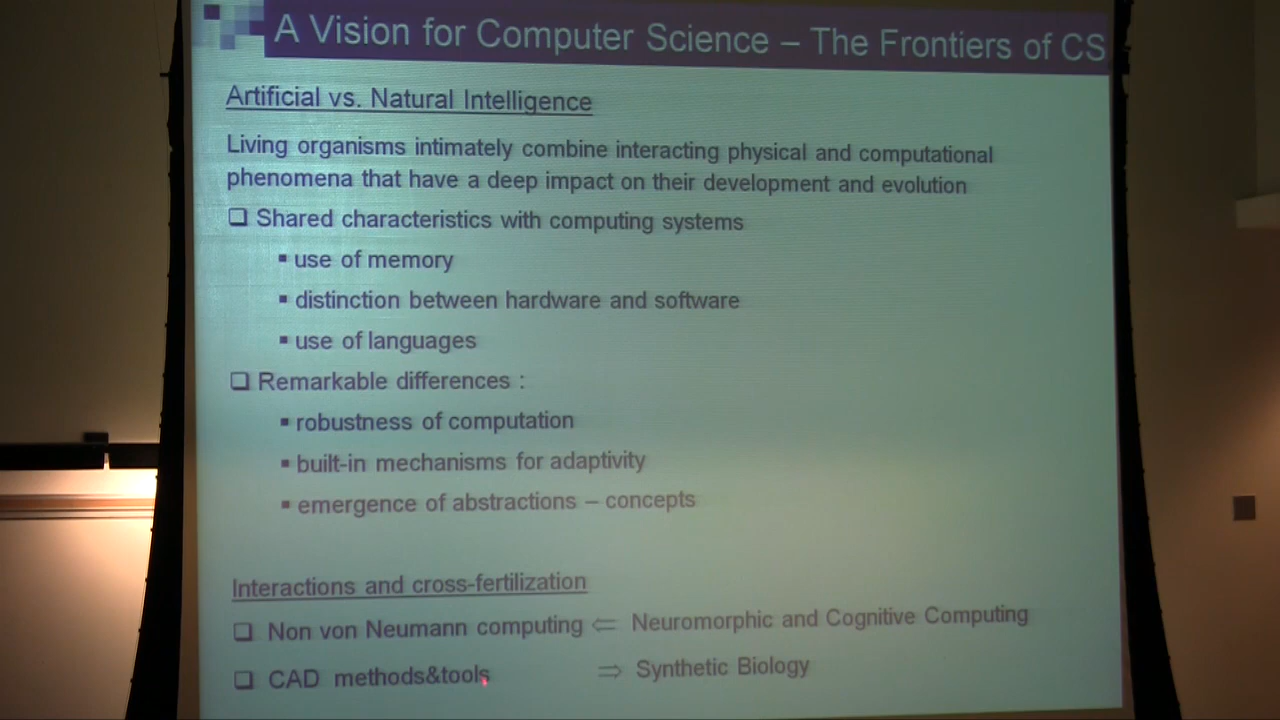 A Vision for Computer Science – The Frontiers of CS
Artificial vs. Natural Intelligence
Living organisms intimately combine interacting physical and computational
phenomena that have a deep impact on their development and evolution
❑ Shared characteristics with computing systems
▪ use of memory
▪ distinction between hardware and software
▪ use of languages
❑ Remarkable differences :
▪ robustness of computation
▪ built-in mechanisms for adaptivity
▪ emergence of abstractions – concepts
Interactions and cross-fertilization
❑ Non von Neumann computing ⇐ Neuromorphic and Cognitive Computing
❑ CAD methods&tools ⇒ Synthetic Biology